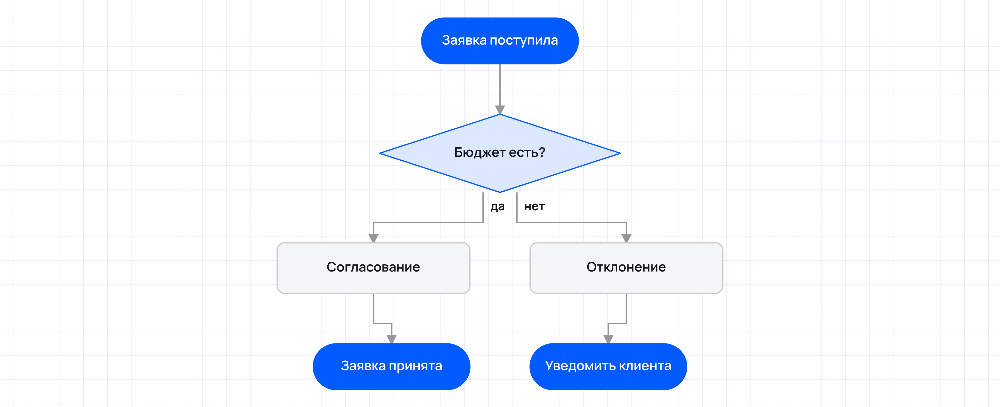 Заявка поступила
Бюджет есть?
да
нет
Согласование
Отклонение
Заявка принята
Уведомить клиента